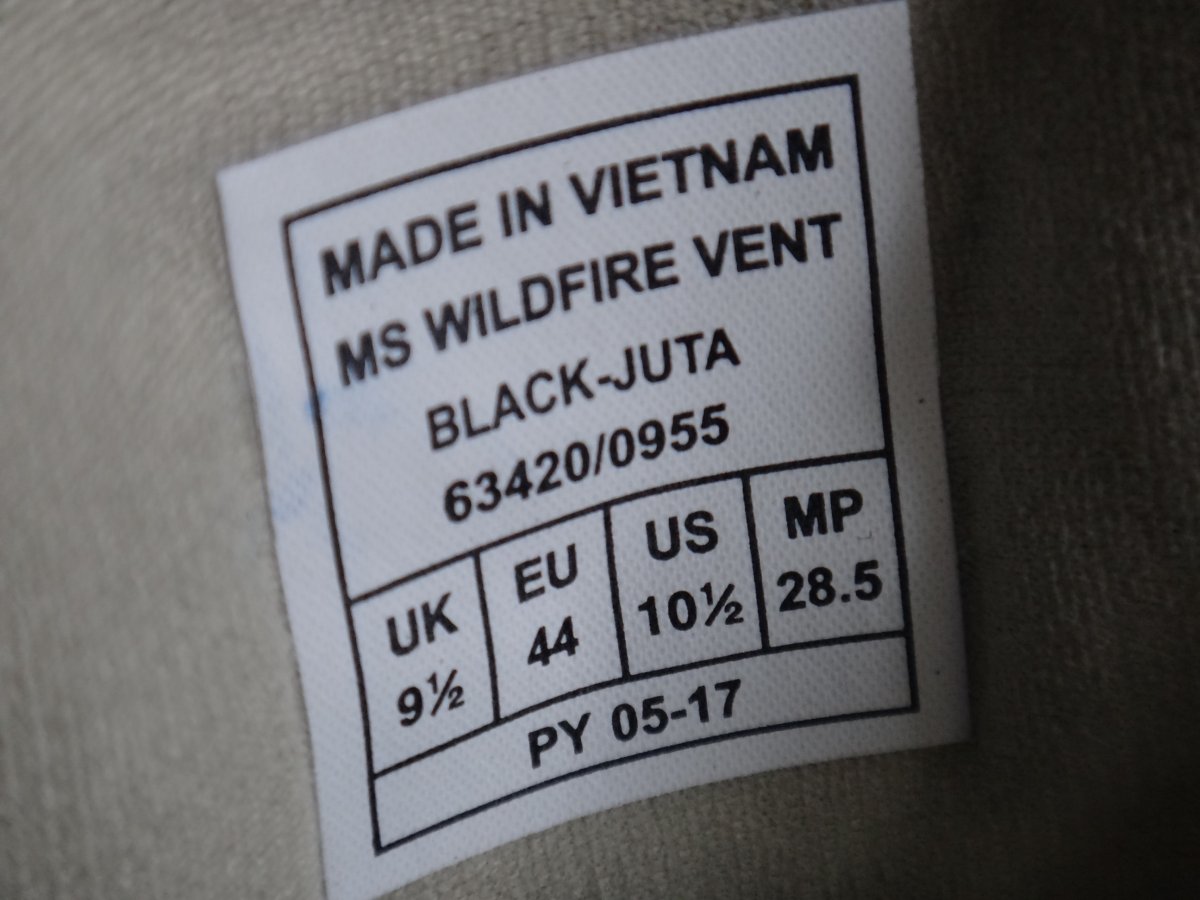 MADE IN VIETNAM
MS WILDFIRE VENT
BLACK-JUTA
63420/0955
UK EU US MP
9½ 44 10½ 28.5
PY 05-17